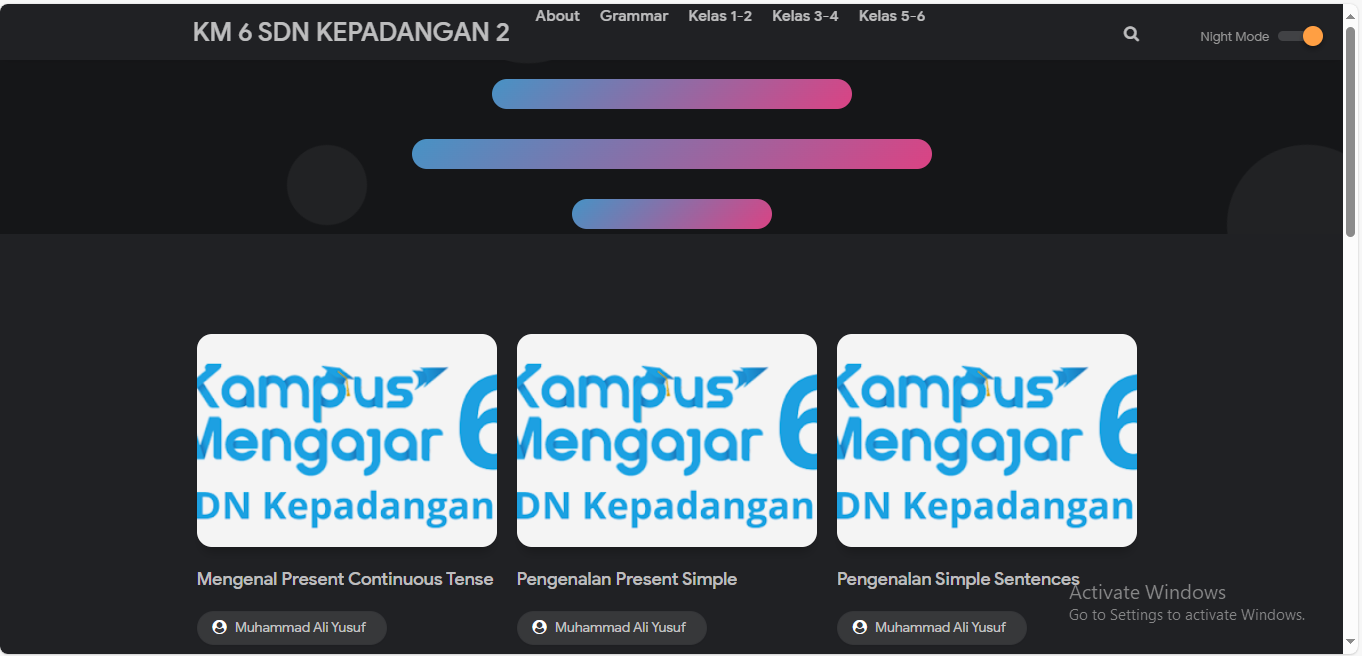 KM 6 SDN KEPADANGAN 2
About Grammar Kelas 1-2 Kelas 3-4 Kelas 5-6
Night Mode
Kampus
Mengajar 6
DN Kepadangan
Kampus
Mengajar 6
DN Kepadangan
Kampus
Mengajar 6
DN Kepadangan
Mengenal Present Continuous Tense
Pengenalan Present Simple
Pengenalan Simple Sentences
Muhammad Ali Yusuf
Muhammad Ali Yusuf
Muhammad Ali Yusuf
Activate Windows
Go to Settings to activate Windows.